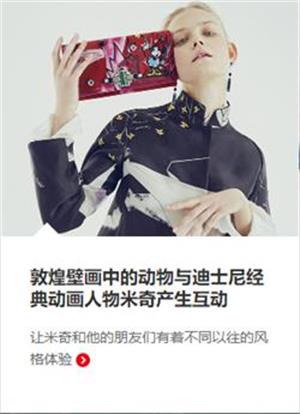 敦煌壁画中的动物与迪士尼经
典动画人物米奇产生互动
让米奇和他的朋友们有着不同以往的风
格体验